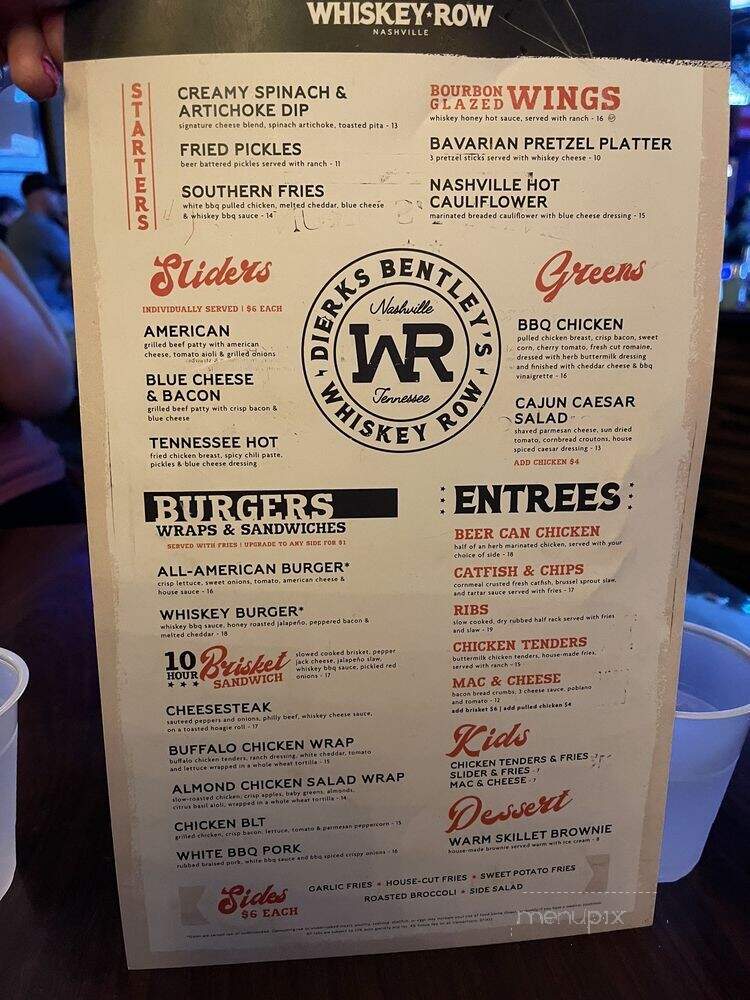 WHISKEY★ROW
NASHVILLE
STARTERS
CREAMY SPINACH &
ARTICHOKE DIP
signature cheese blend, spinach artichoke, toasted pita - 13
FRIED PICKLES
beer battered pickles served with ranch - 11
SOUTHERN FRIES
white bbq pulled chicken, melted cheddar, blue cheese
& whiskey bbq sauce - 14
BOURBON
GLAZED WINGS
whiskey honey hot sauce, served with ranch - 16
BAVARIAN PRETZEL PLATTER
3 pretzel sticks served with whiskey cheese - 10
NASHVILLE HOT
CAULIFLOWER
marinated breaded cauliflower with blue cheese dressing - 15
Sliders
INDIVIDUALLY SERVED | $6 EACH
AMERICAN
grilled beef patty with american
cheese, tomato aioli & grilled onions
BLUE CHEESE
& BACON
grilled beef patty with crisp bacon &
blue cheese
TENNESSEE HOT
fried chicken breast, spicy chili paste,
pickles & blue cheese dressing
DIERKS BENTLEY'S
Nashville
WR
Tennessee
WHISKEY ROW
Greens
BBQ CHICKEN
pulled chicken breast, crisp bacon, sweet
corn, cherry tomato, fresh cut romaine,
dressed with herb buttermilk dressing
and finished with cheddar cheese & bbq
vinaigrette - 16
CAJUN CAESAR
SALAD
shaved parmesan cheese, sun dried
tomato, cornbread croutons, house
spiced caesar dressing - 13
ADD CHICKEN $4
BURGERS
WRAPS & SANDWICHES
SERVED WITH FRIES | UPGRADE TO ANY SIDE FOR $1
ALL-AMERICAN BURGER*
crisp lettuce, sweet onions, tomato, american cheese &
house sauce - 16
WHISKEY BURGER*
whiskey bbq sauce, honey roasted jalapeño, peppered bacon &
melted cheddar - 18
10 HOUR Brisket
SANDWICH
slowed cooked brisket, pepper
jack cheese, jalapeño slaw,
whiskey bbq sauce, pickled red
onions - 17
CHEESESTEAK
sauteed peppers and onions, philly beef, whiskey cheese sauce,
on a toasted hoagie roll - 17
BUFFALO CHICKEN WRAP
buffalo chicken tenders, ranch dressing, white cheddar, tomato
and lettuce wrapped in a whole wheat tortilla - 15
ALMOND CHICKEN SALAD WRAP
slow-roasted chicken, crisp apples, baby greens, almonds,
citrus basil aioli, wrapped in a whole wheat tortilla - 14
CHICKEN BLT
grilled chicken, crisp bacon, lettuce, tomato & parmesan peppercorn - 15
WHITE BBQ PORK
rubbed braised pork, white bbq sauce and bbq spiced crispy onions - 16
ENTREES
BEER CAN CHICKEN
half of an herb marinated chicken, served with your
choice of side - 18
CATFISH & CHIPS
cornmeal crusted fresh catfish, brussel sprout slaw,
and tartar sauce served with fries - 17
RIBS
slow cooked, dry rubbed half rack served with fries
and slaw - 19
CHICKEN TENDERS
buttermilk chicken tenders, house-made fries,
served with ranch - 15
MAC & CHEESE
bacon bread crumbs, 3 cheese sauce, poblano
and tomato - 12
add brisket $6 | add pulled chicken $4
Kids
CHICKEN TENDERS & FRIES - 7
SLIDER & FRIES - 7
MAC & CHEESE - 7
Dessert
WARM SKILLET BROWNIE
house-made brownie served warm with ice cream - 8
Sides
$6 EACH
GARLIC FRIES • HOUSE-CUT FRIES • SWEET POTATO FRIES
ROASTED BROCCOLI • SIDE SALAD
menupix